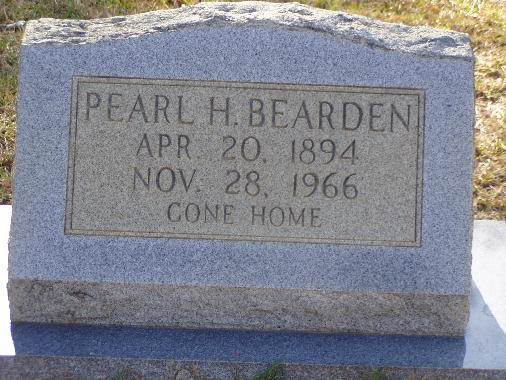 PEARL H. BEARDEN
APR. 20, 1894
NOV. 28, 1966
GONE HOME